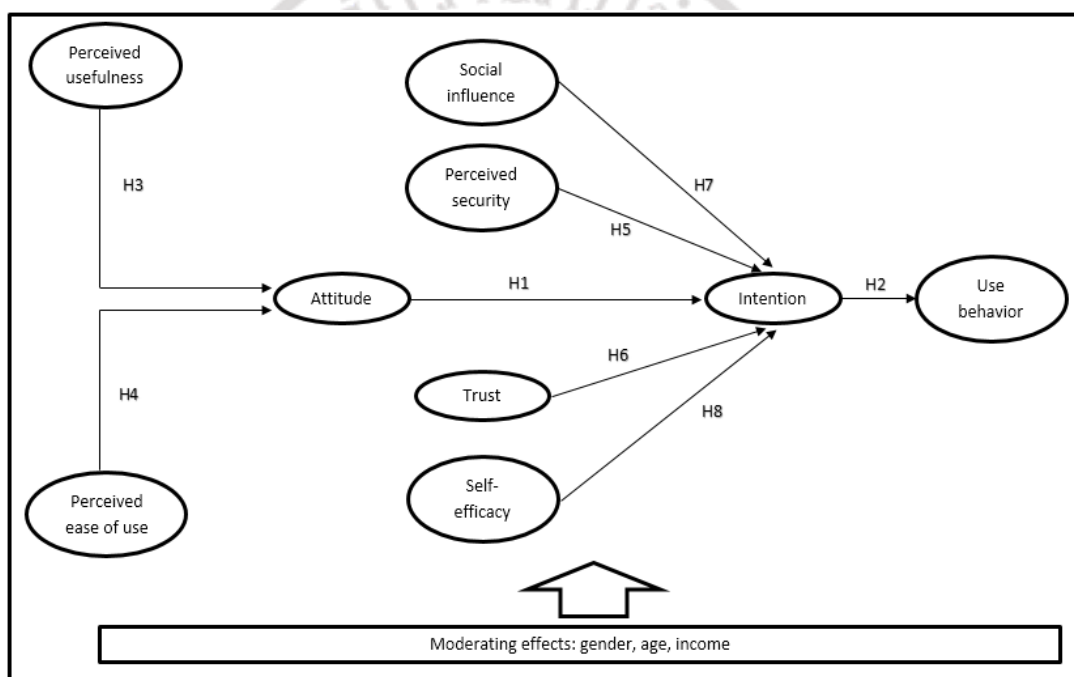 Perceived
usefulness
Social
influence
H3
Perceived
security
H7
H5
Attitude
H1
Intention
H2
Use
behavior
H4
Trust
H6
H8
Self-
efficacy
Perceived
ease of use
Moderating effects: gender, age, income